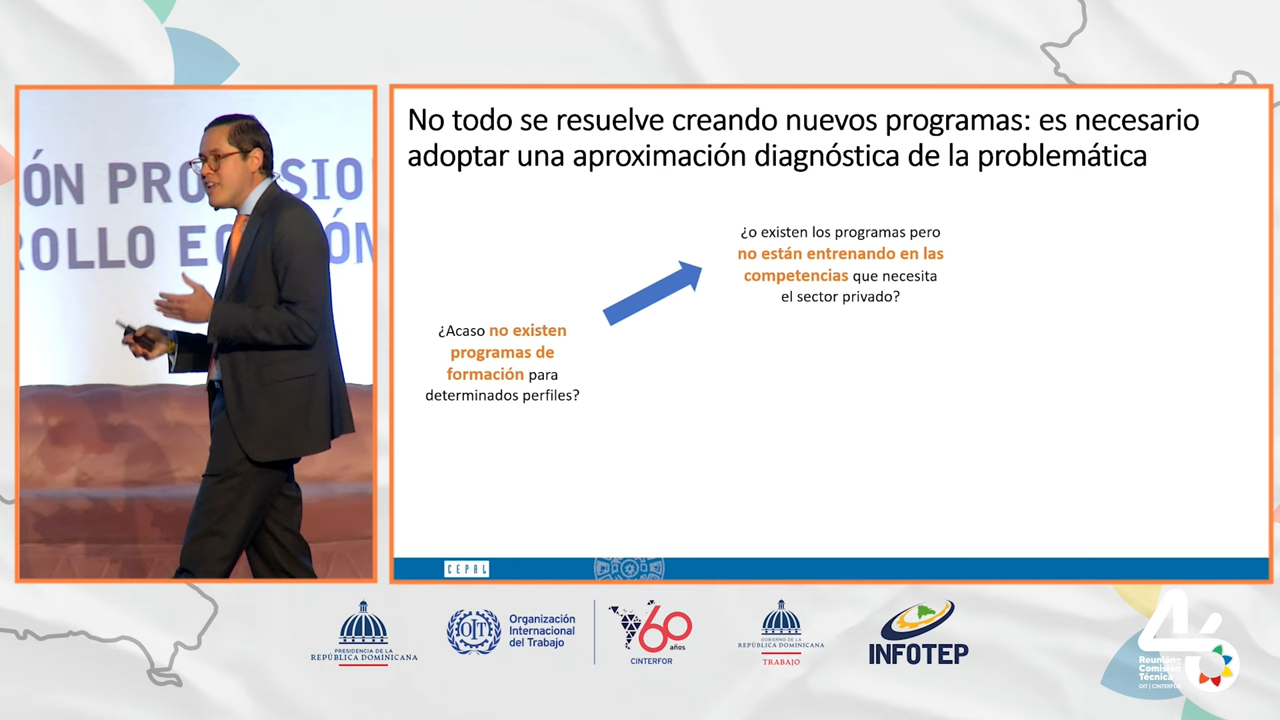 No todo se resuelve creando nuevos programas: es necesario
adoptar una aproximación diagnóstica de la problemática
¿o existen los programas pero
no están entrenando en las
competencias que necesita
el sector privado?
¿Acaso no existen
programas de
formación para
determinados perfiles?
CEPAL
ÓN PROFESIO
ROLLO ECONÓM
PRESIDENCIA DE LA
REPÚBLICA DOMINICANA
OIT
Organización
Internacional
del Trabajo
60
años
CINTERFOR
GOBIERNO DE LA
REPÚBLICA DOMINICANA
TRABAJO
INFOTEP
46
Reunión
Comisión
Técnica
OIT | CINTERFOR